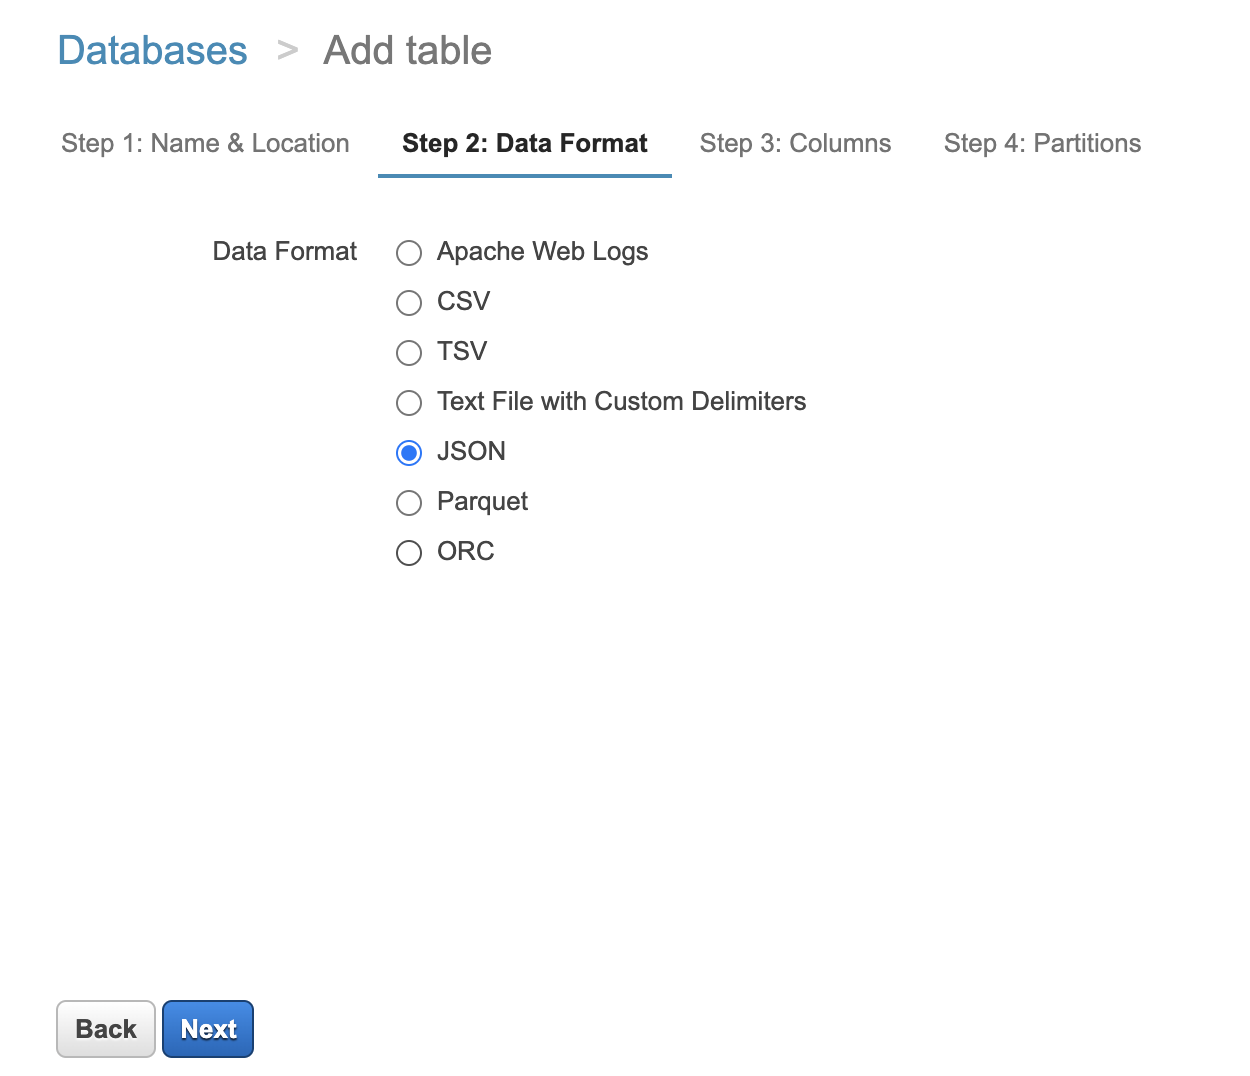 Databases > Add table
Step 1: Name & Location Step 2: Data Format Step 3: Columns Step 4: Partitions
Data Format Apache Web Logs
CSV
TSV
Text File with Custom Delimiters
JSON
Parquet
ORC
Back Next